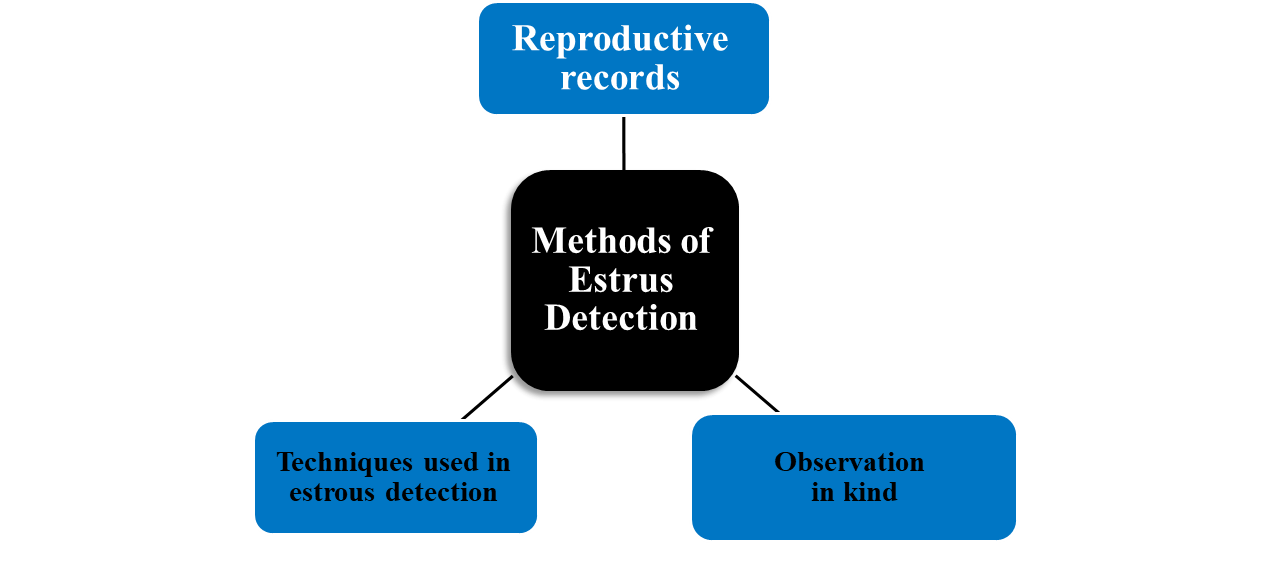 Reproductive
records
Methods of
Estrus
Detection
Techniques used in
estrous detection
Observation
in kind